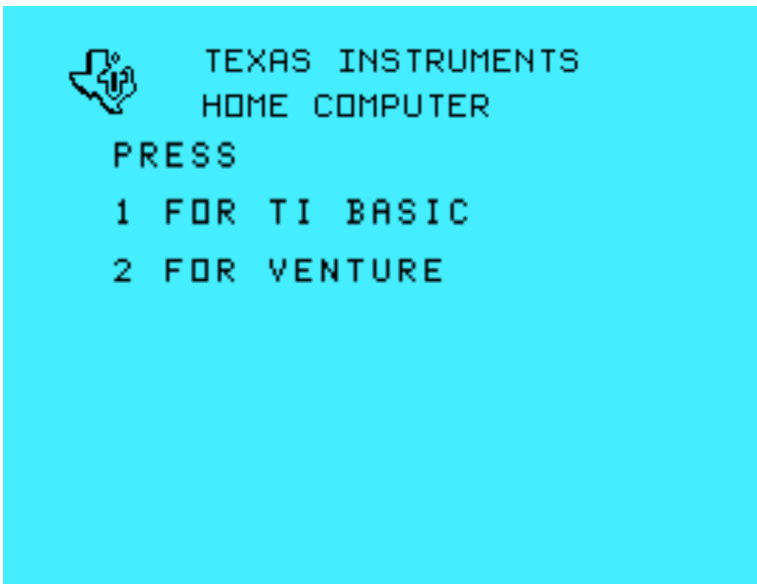 TEXAS INSTRUMENTS
HOME COMPUTER
PRESS
1 FOR TI BASIC
2 FOR VENTURE